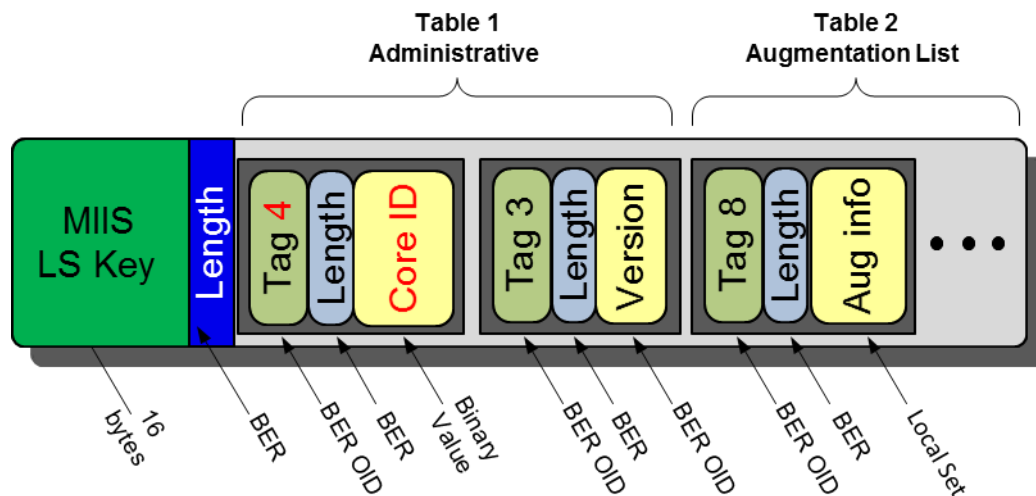 Table 1
Administrative
Table 2
Augmentation List
MIIS
LS Key
Length
Tag 4
Length
Core ID
Tag 3
Length
Version
Tag 8
Length
Aug info
16
bytes
BER
BER OID
BER
Binary
Value
BER OID
BER
BER OID
BER OID
BER
Local Set